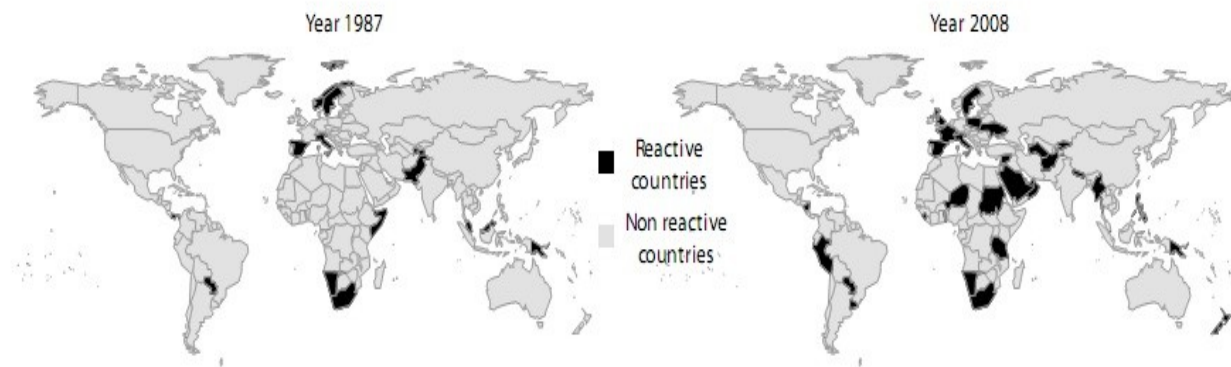 Year 1987
Year 2008
Reactive
countries
Non reactive
countries